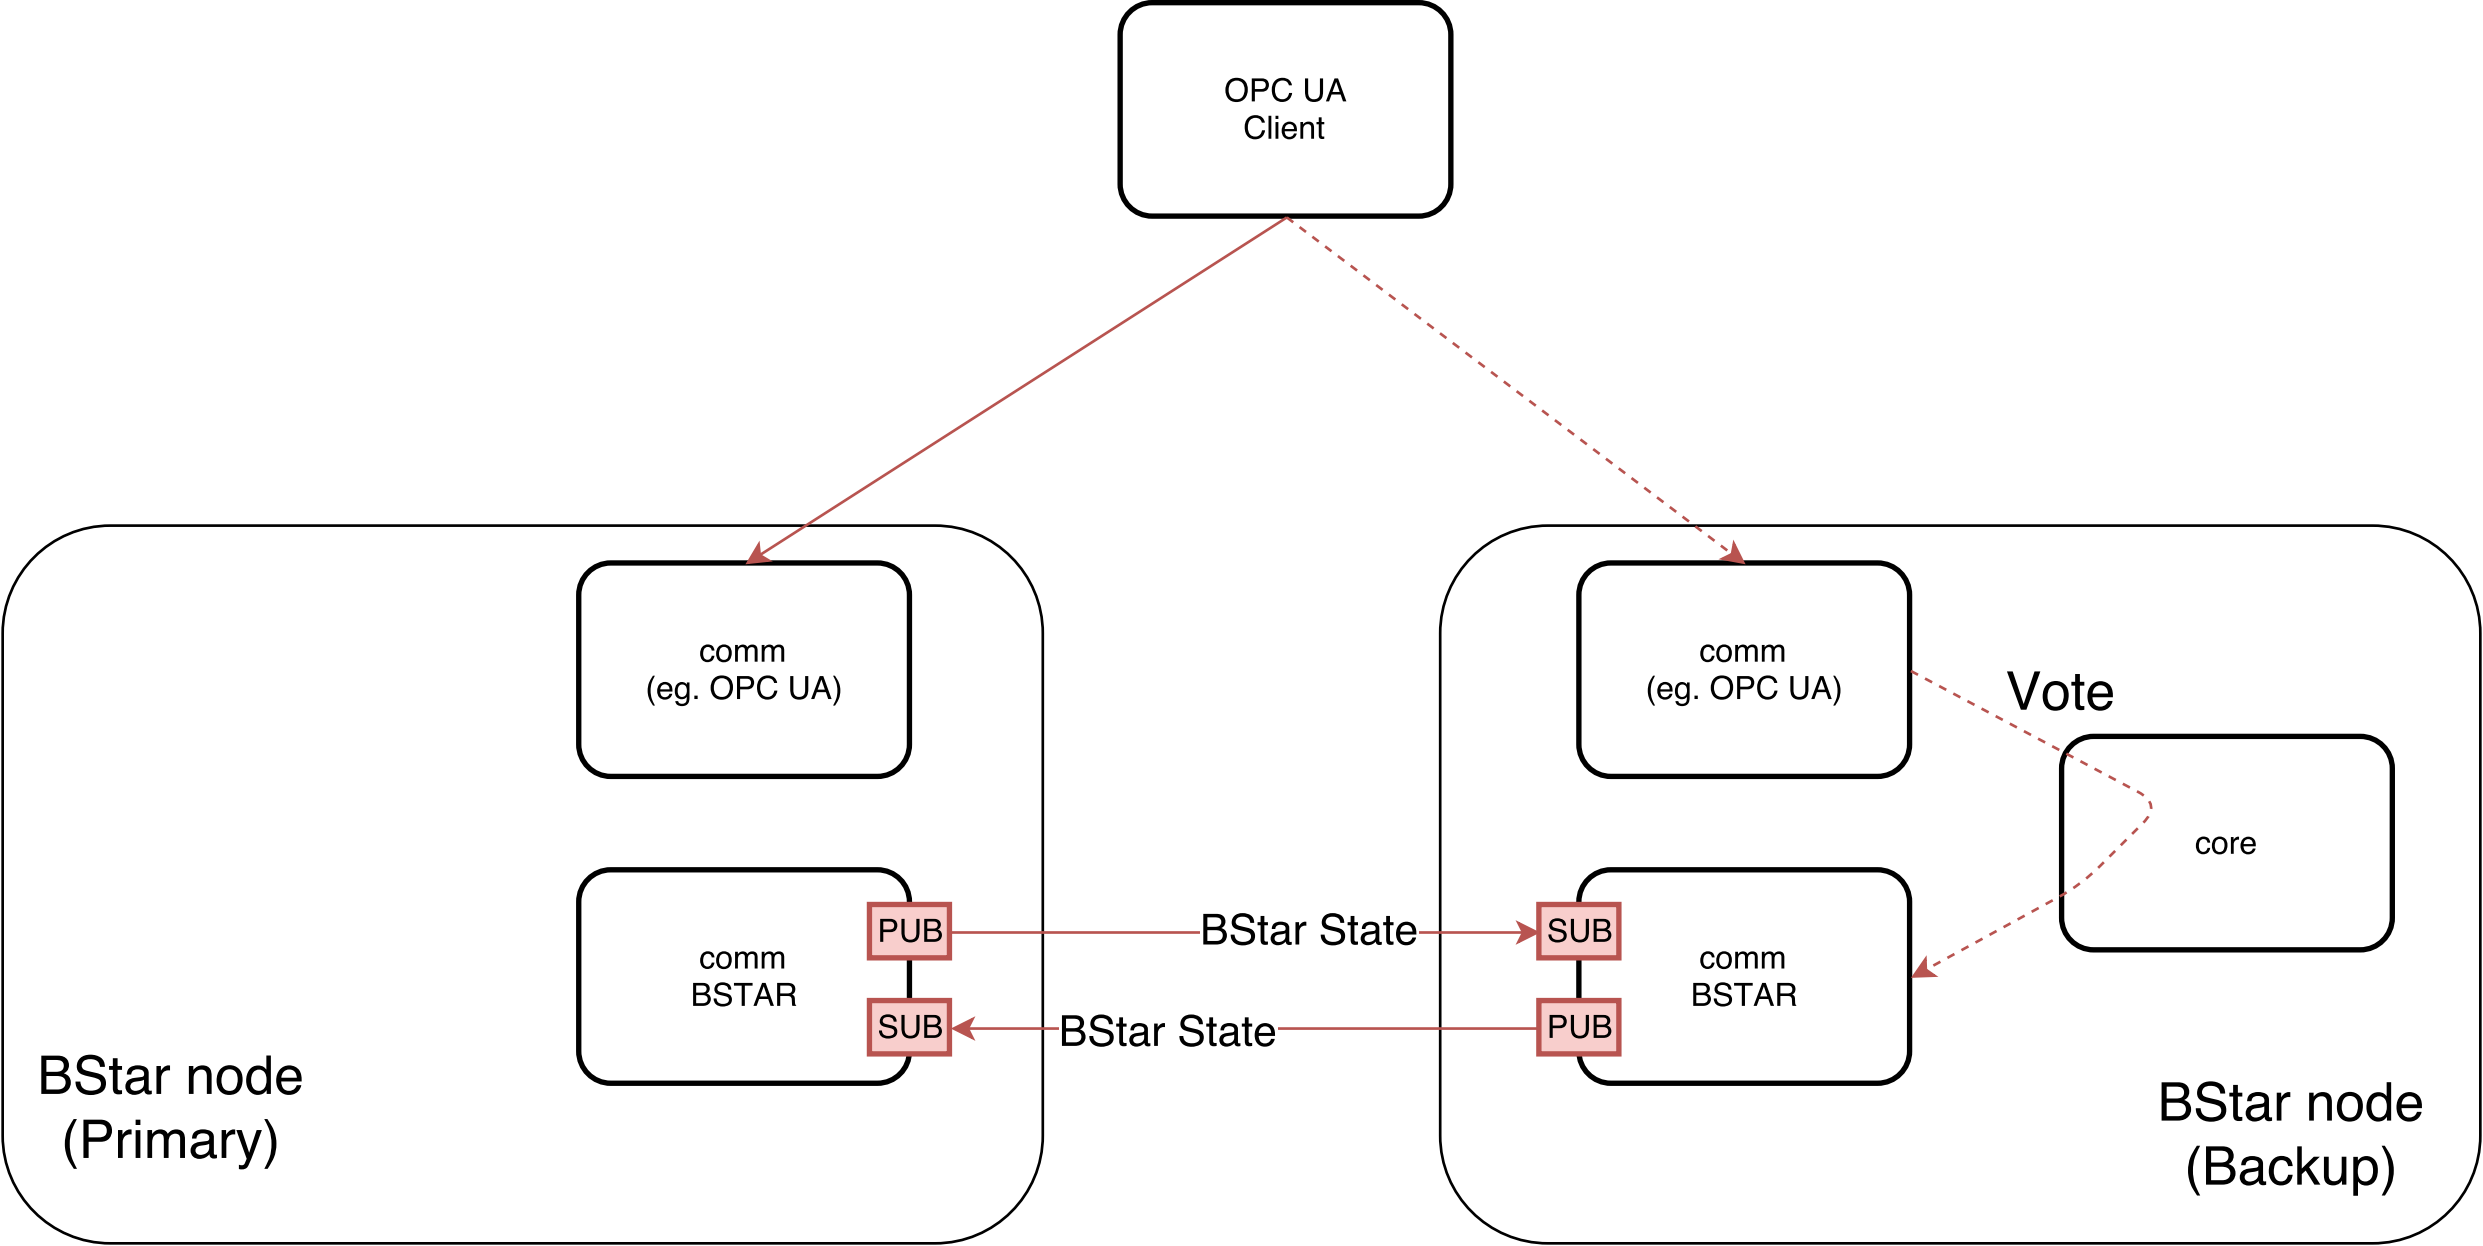 OPC UA
Client
comm
(eg. OPC UA)
comm
BSTAR
PUB
SUB
BStar node
(Primary)
BStar State
BStar State
comm
(eg. OPC UA)
Vote
core
SUB
PUB
comm
BSTAR
BStar node
(Backup)